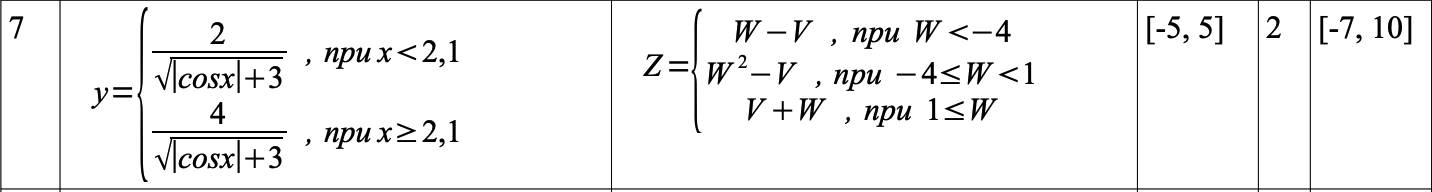 7
y = { 2 / √(|cosx|+3) , при x < 2,1
4 / √(|cosx|+3) , при x ≥ 2,1
Z = { W − V , при W < −4
W² − V , при −4 ≤ W < 1
V + W , при 1 ≤ W
[-5, 5]
2
[-7, 10]